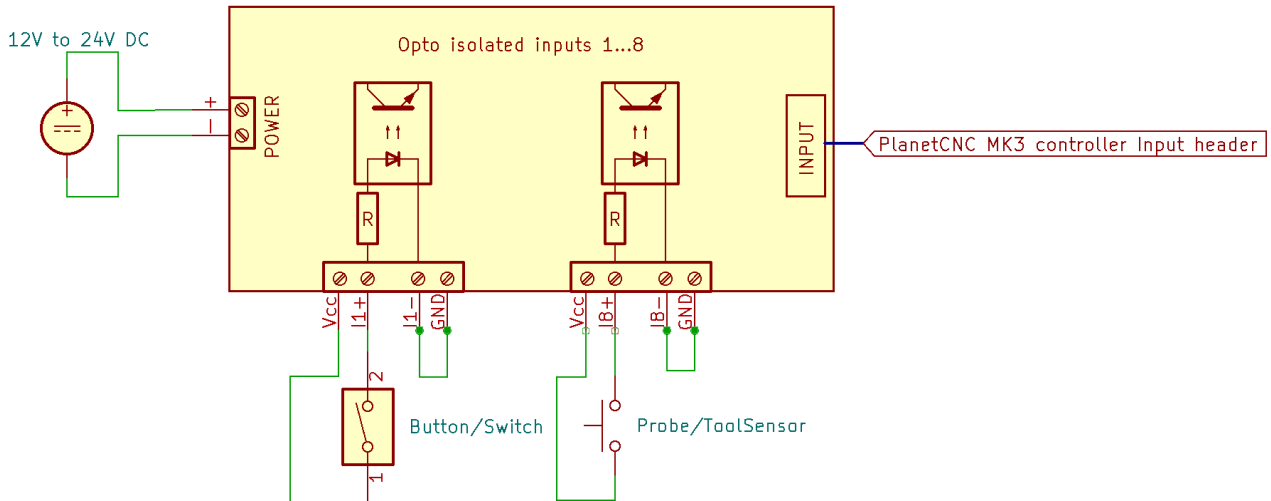 12V to 24V DC
Opto isolated inputs 1...8
+
-
POWER
+
INPUT
PlanetCNC MK3 controller Input header
R
R
Vcc
I1+
I1-
GND
Vcc
I8+
I8-
GND
2
Button/Switch
Probe/ToolSensor
1